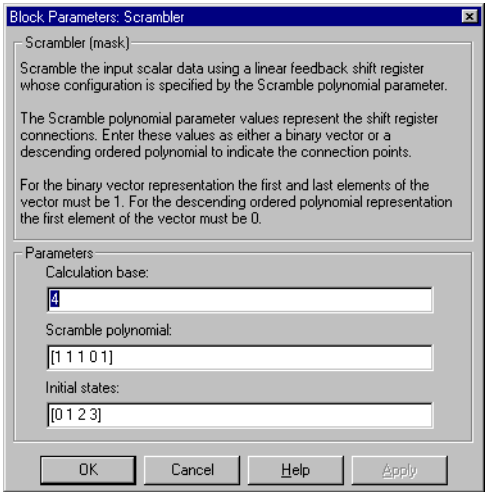 Block Parameters: Scrambler
Scrambler (mask)
Scramble the input scalar data using a linear feedback shift register
whose configuration is specified by the Scramble polynomial parameter.
The Scramble polynomial parameter values represent the shift register
connections. Enter these values as either a binary vector or a
descending ordered polynomial to indicate the connection points.
For the binary vector representation the first and last elements of the
vector must be 1. For the descending ordered polynomial representation
the first element of the vector must be 0.
Parameters
Calculation base:
4
Scramble polynomial:
[1 1 1 0 1]
Initial states:
[0 1 2 3]
OK Cancel Help Apply